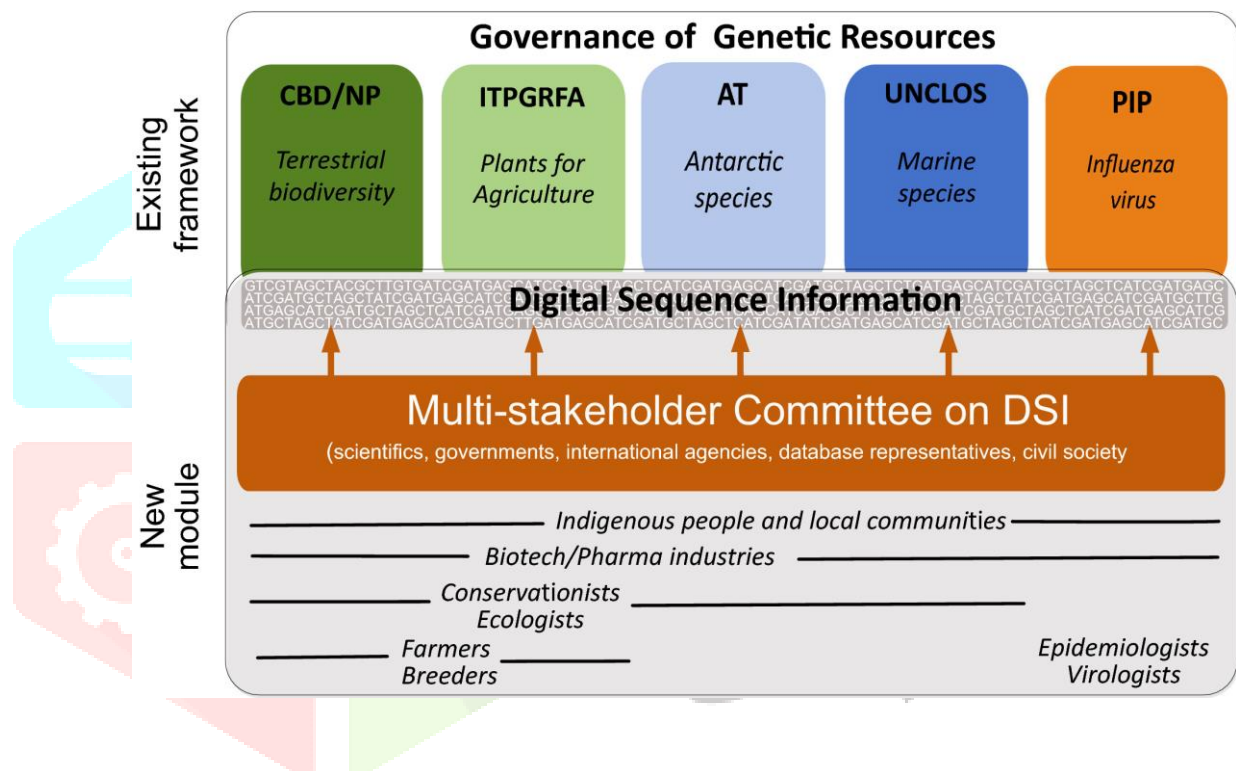 Governance of Genetic Resources
Existing
framework
CBD/NP
Terrestrial
biodiversity
ITPGRFA
Plants for
Agriculture
AT
Antarctic
species
UNCLOS
Marine
species
PIP
Influenza
virus
Digital Sequence Information
New
module
Multi-stakeholder Committee on DSI
(scientifics, governments, international agencies, database representatives, civil society
Indigenous people and local communities
Biotech/Pharma industries
Conservationists
Ecologists
Farmers
Breeders
Epidemiologists
Virologists